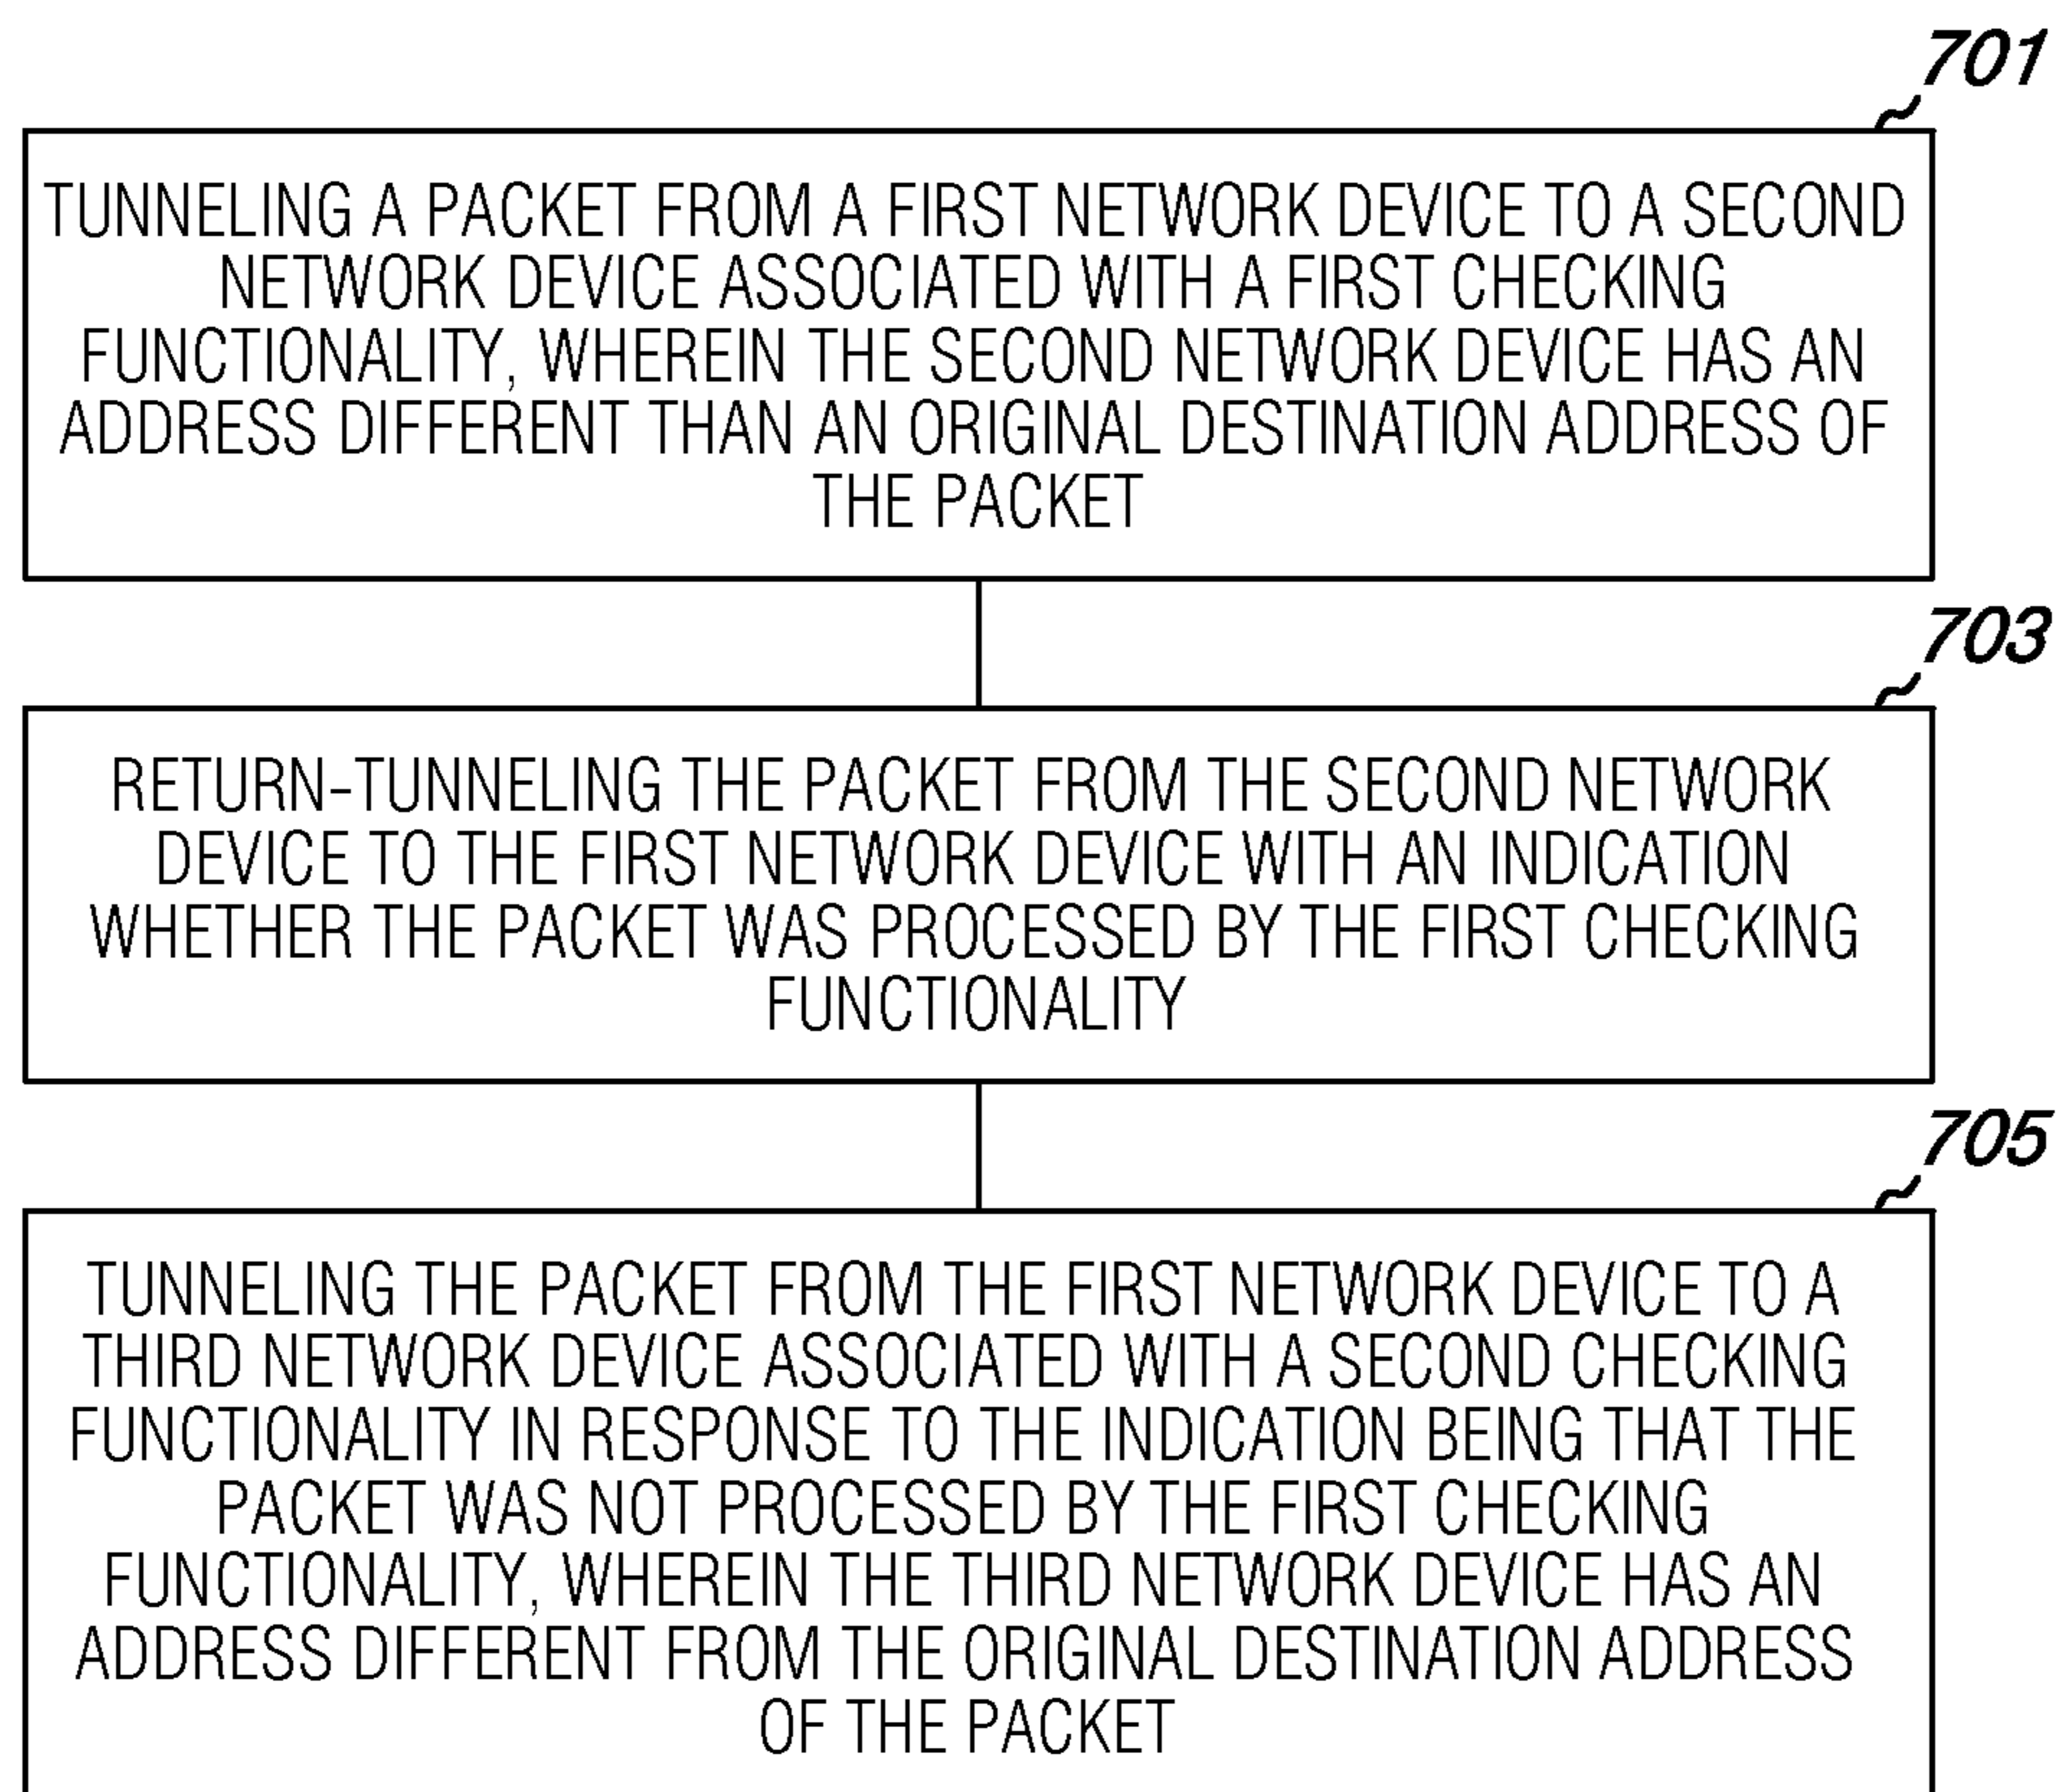 701
TUNNELING A PACKET FROM A FIRST NETWORK DEVICE TO A SECOND
NETWORK DEVICE ASSOCIATED WITH A FIRST CHECKING
FUNCTIONALITY, WHEREIN THE SECOND NETWORK DEVICE HAS AN
ADDRESS DIFFERENT THAN AN ORIGINAL DESTINATION ADDRESS OF
THE PACKET
703
RETURN-TUNNELING THE PACKET FROM THE SECOND NETWORK
DEVICE TO THE FIRST NETWORK DEVICE WITH AN INDICATION
WHETHER THE PACKET WAS PROCESSED BY THE FIRST CHECKING
FUNCTIONALITY
705
TUNNELING THE PACKET FROM THE FIRST NETWORK DEVICE TO A
THIRD NETWORK DEVICE ASSOCIATED WITH A SECOND CHECKING
FUNCTIONALITY IN RESPONSE TO THE INDICATION BEING THAT THE
PACKET WAS NOT PROCESSED BY THE FIRST CHECKING
FUNCTIONALITY, WHEREIN THE THIRD NETWORK DEVICE HAS AN
ADDRESS DIFFERENT FROM THE ORIGINAL DESTINATION ADDRESS
OF THE PACKET